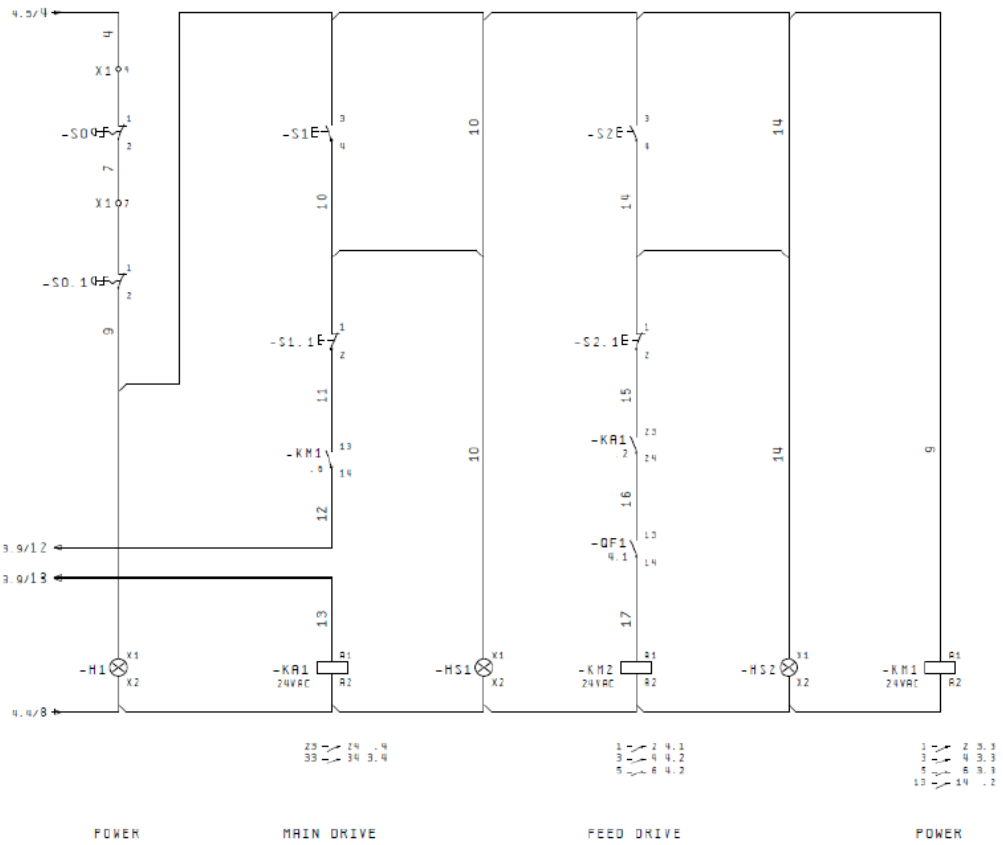 4.5/4
4
X1 4
-S0 1
2
7
X1 7
-S0.1 1
2
9
-S1 3
4
10
-S1.1 1
2
11
-KM1 13
14
12
10
10
-S2 3
4
14
-S2.1 1
2
15
-KA1 23
.2 24
16
-QF1 13
4.1 14
17
14
14
9
-H1 X1
X2
13
-KA1 A1
24VAC A2
-HS1 X1
X2
-KM2 A1
24VAC A2
-HS2 X1
X2
-KM1 A1
24VAC A2
4.4/8
23 24 .4
33 34 3.4
1 2 4.1
3 4 4.2
5 6 4.2
1 2 3.3
3 4 3.3
5 6 3.3
13 14 .2
POWER
MAIN DRIVE
FEED DRIVE
POWER